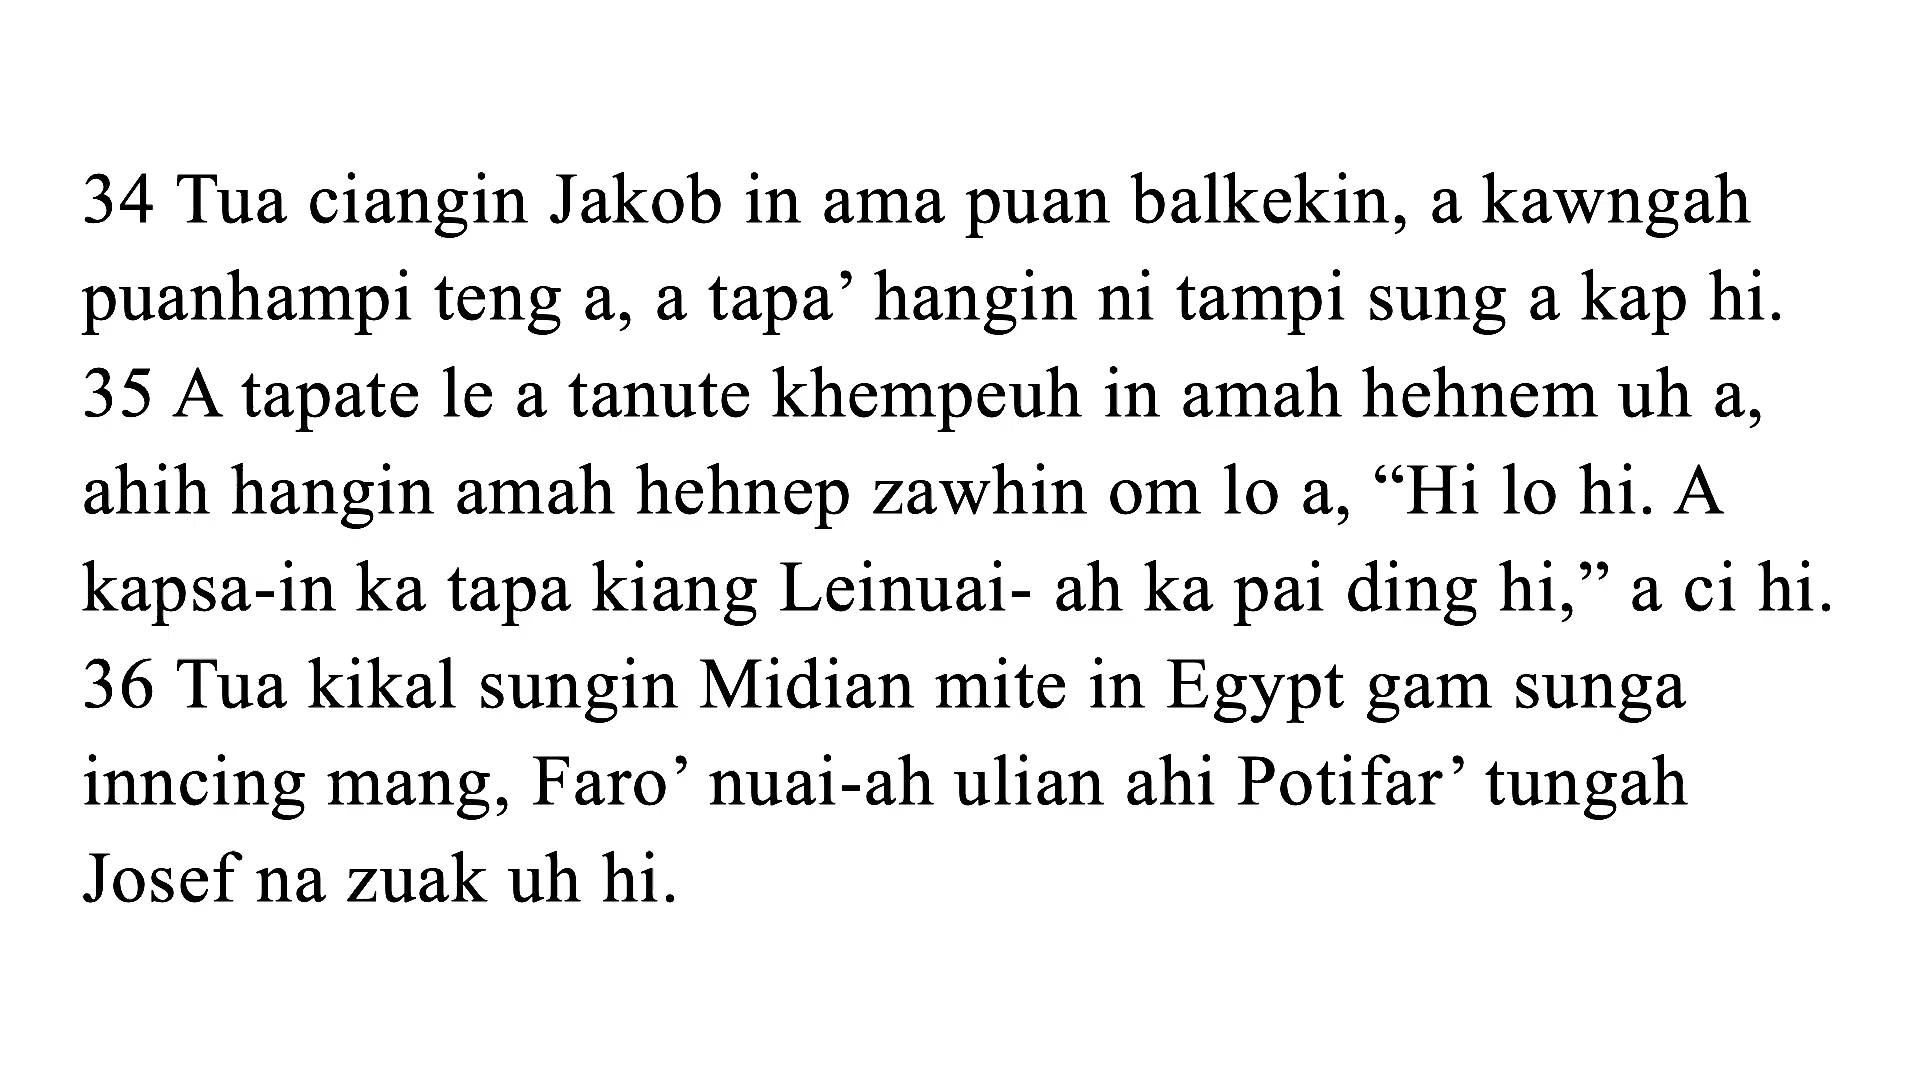 34 Tua ciangin Jakob in ama puan balkekin, a kawngah
puanhampi teng a, a tapa’ hangin ni tampi sung a kap hi.
35 A tapate le a tanute khempeuh in amah hehnem uh a,
ahih hangin amah hehnep zawhin om lo a, “Hi lo hi. A
kapsa-in ka tapa kiang Leinuai- ah ka pai ding hi,” a ci hi.
36 Tua kikal sungin Midian mite in Egypt gam sunga
inncing mang, Faro’ nuai-ah ulian ahi Potifar’ tungah
Josef na zuak uh hi.